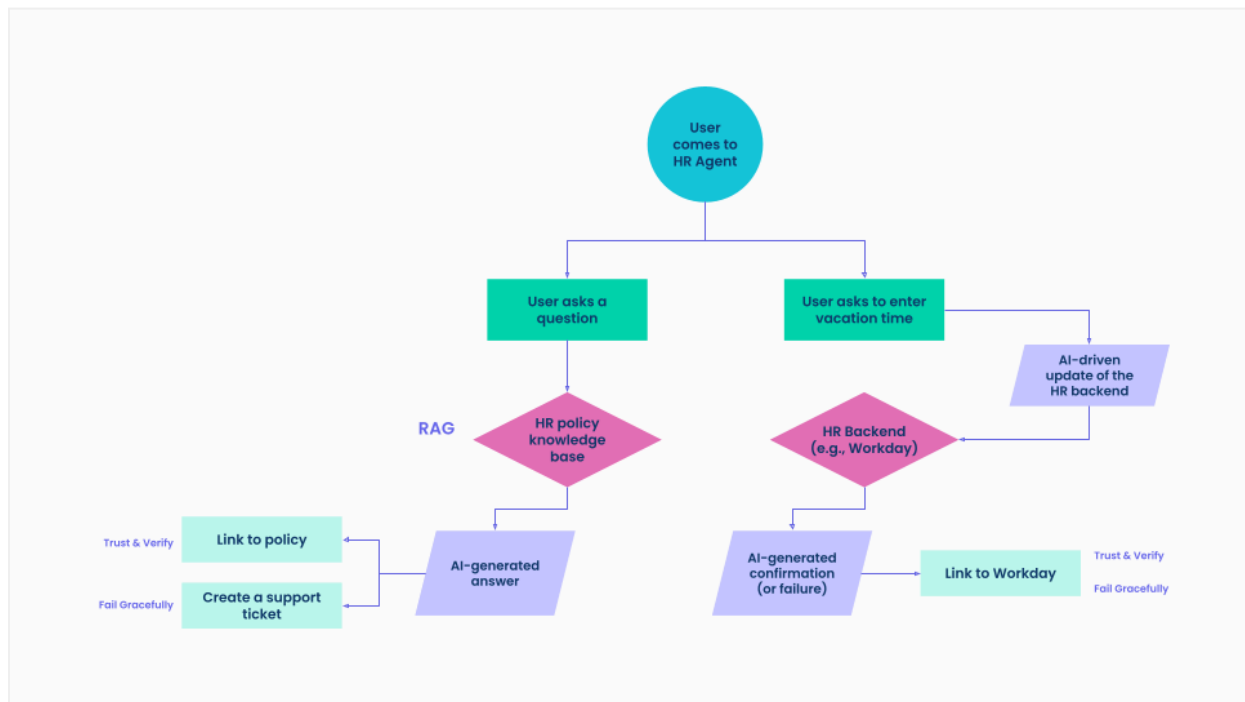 User
comes to
HR Agent
User asks a
question
User asks to enter
vacation time
AI-driven
update of the
HR backend
RAG
HR policy
knowledge
base
HR Backend
(e.g., Workday)
Trust & Verify
Link to policy
Fail Gracefully
Create a support
ticket
AI-generated
answer
AI-generated
confirmation
(or failure)
Link to Workday
Trust & Verify
Fail Gracefully